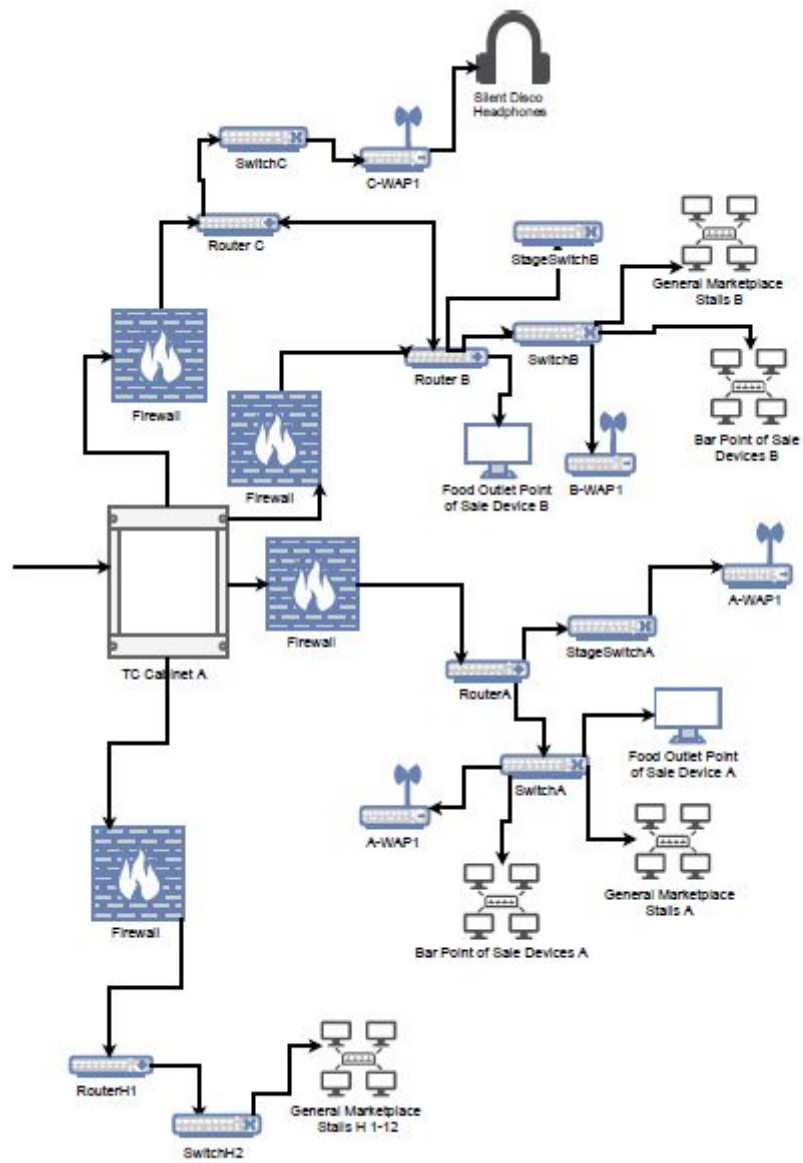 Silent Disco
Headphones
SwitchC
C-WAP1
Router C
StageSwitchB
General Marketplace
Stalls B
SwitchB
Router B
Firewall
Bar Point of Sale
Devices B
Food Outlet Point
of Sale Device B
B-WAP1
Firewall
A-WAP1
Firewall
StageSwitchA
TC Cabinet A
RouterA
Food Outlet Point
of Sale Device A
SwitchA
A-WAP1
General Marketplace
Stalls A
Firewall
Bar Point of Sale Devices A
RouterH1
General Marketplace
Stalls H 1-12
SwitchH2